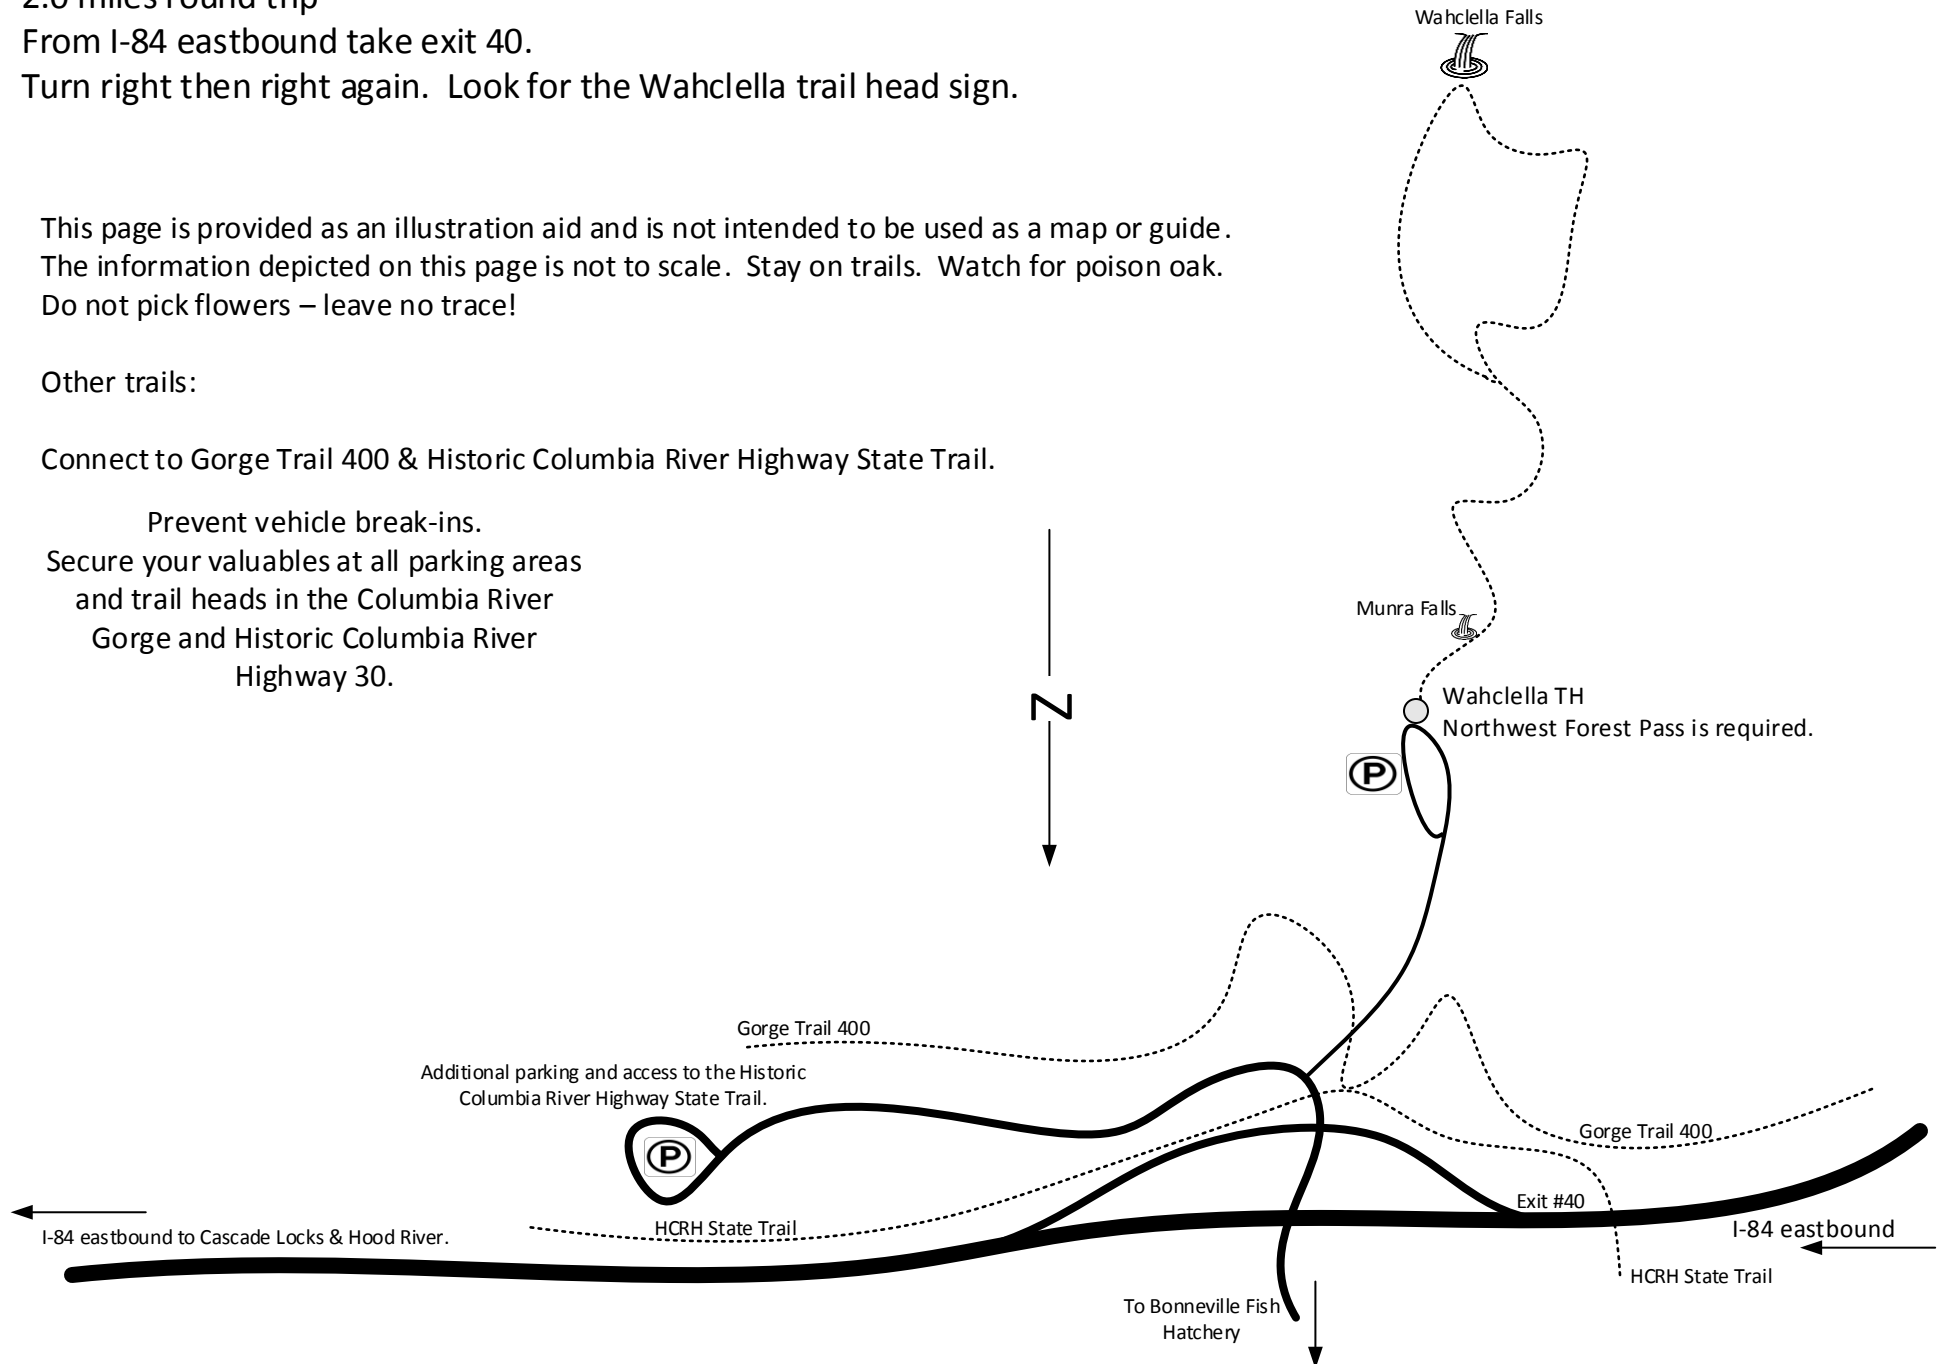 2.0 miles round trip
From I-84 eastbound take exit 40.
Turn right then right again. Look for the Wahclella trail head sign.
Wahclella Falls
This page is provided as an illustration aid and is not intended to be used as a map or guide.
The information depicted on this page is not to scale. Stay on trails. Watch for poison oak.
Do not pick flowers – leave no trace!
Other trails:
Connect to Gorge Trail 400 & Historic Columbia River Highway State Trail.
Prevent vehicle break-ins.
Secure your valuables at all parking areas
and trail heads in the Columbia River
Gorge and Historic Columbia River
Highway 30.
Munra Falls
Wahclella TH
Northwest Forest Pass is required.
N
P
Gorge Trail 400
Additional parking and access to the Historic
Columbia River Highway State Trail.
P
Gorge Trail 400
Exit #40
HCRH State Trail
I-84 eastbound to Cascade Locks & Hood River.
I-84 eastbound
HCRH State Trail
To Bonneville Fish
Hatchery